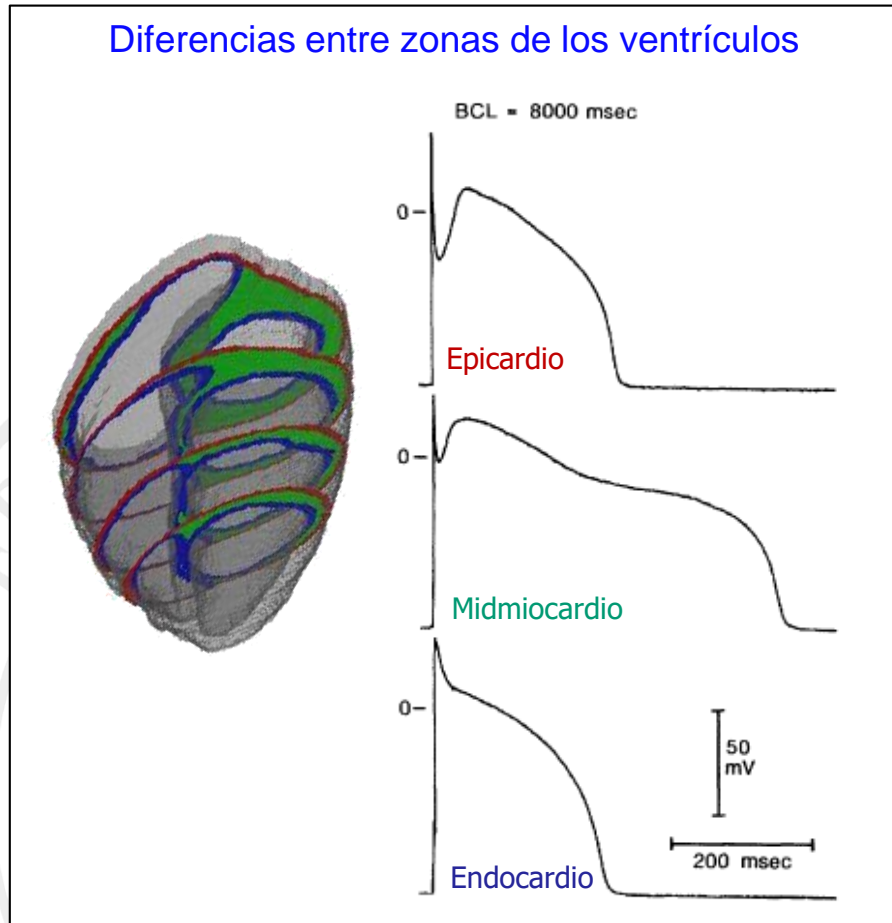 Diferencias entre zonas de los ventrículos
BCL = 8000 msec
0
Epicardio
0
Midmiocardio
0
50
mV
200 msec
Endocardio